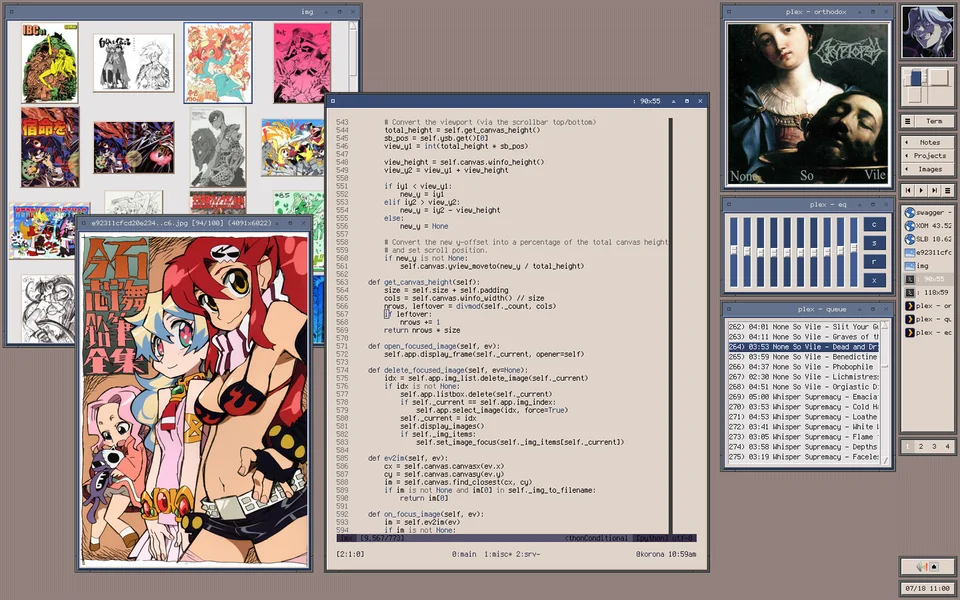 img
e92311cfcd20e234..c6.jpg [94/100] (4091x6022)
: 90x55
543 # Convert the viewport (via the scrollbar top/bottom)
544 total_height = self.get_canvas_height()
545 sb_pos = self.ysb.get()[0]
546 view_y1 = int(total_height * sb_pos)
547
548 view_height = self.canvas.winfo_height()
549 view_y2 = view_y1 + view_height
550
551 if iy1 < view_y1:
552 new_y = iy1
553 elif iy2 > view_y2:
554 new_y = iy2 - view_height
555 else:
556 new_y = None
557
558 # Convert the new y-offset into a percentage of the total canvas height
559 # and set scroll position.
560 if new_y is not None:
561 self.canvas.yview_moveto(new_y / total_height)
562
563 def get_canvas_height(self):
564 size = self.size + self.padding
565 cols = self.canvas.winfo_width() // size
566 nrows, leftover = divmod(self._count, cols)
567 if leftover:
568 nrows += 1
569 return nrows * size
570
571 def open_focused_image(self, ev):
572 self.app.display_frame(self._current, opener=self)
573
574 def delete_focused_image(self, ev=None):
575 idx = self.app.img_list.delete_image(self._current)
576 if idx is not None:
577 self.app.listbox.delete(self._current)
578 if self._current == self.app.img_index:
579 self.app.select_image(idx, force=True)
580 self._current = idx
581 self._display_images()
582 if self._img_items:
583 self.set_image_focus(self._img_items[self._current])
584
585 def ev2im(self, ev):
586 cx = self.canvas.canvasx(ev.x)
587 cy = self.canvas.canvasy(ev.y)
588 im = self.canvas.find_closest(cx, cy)
589 if im is not None and im[0] in self._img_to_filename:
590 return im[0]
591
592 def on_focus_image(self, ev):
593 im = self.ev2im(ev)
594 if im is not None:
[9,567/773] <thonConditional [python] utf-8
[2:1:0] 0:main 1:misc* 2:srv- @korona 10:59am
plex - orthodox
CRYPTOPSY
None So Vile
plex - eq
c
s
r
x
plex - queue
262) 04:01 None So Vile - Slit Your Gu
263) 04:11 None So Vile - Graves of th
264) 03:53 None So Vile - Dead and Dri
265) 03:59 None So Vile - Benedictine
266) 04:37 None So Vile - Phobophile
267) 02:30 None So Vile - Lichmistress
268) 04:51 None So Vile - Orgiastic Di
269) 05:00 Whisper Supremacy - Emacia
270) 03:53 Whisper Supremacy - Cold Ha
271) 04:53 Whisper Supremacy - Loathe
272) 03:41 Whisper Supremacy - White W
273) 03:05 Whisper Supremacy - Flame
274) 03:58 Whisper Supremacy - Depths
275) 03:19 Whisper Supremacy - Faceles
Term
Notes
Projects
Images
swagger -
XOM 43.52
SLB 18.62
e92311cfc
img
: 90x55
: 118x59
plex - or
plex - qu
plex - ec
1 2 3 4
07/18 11:00